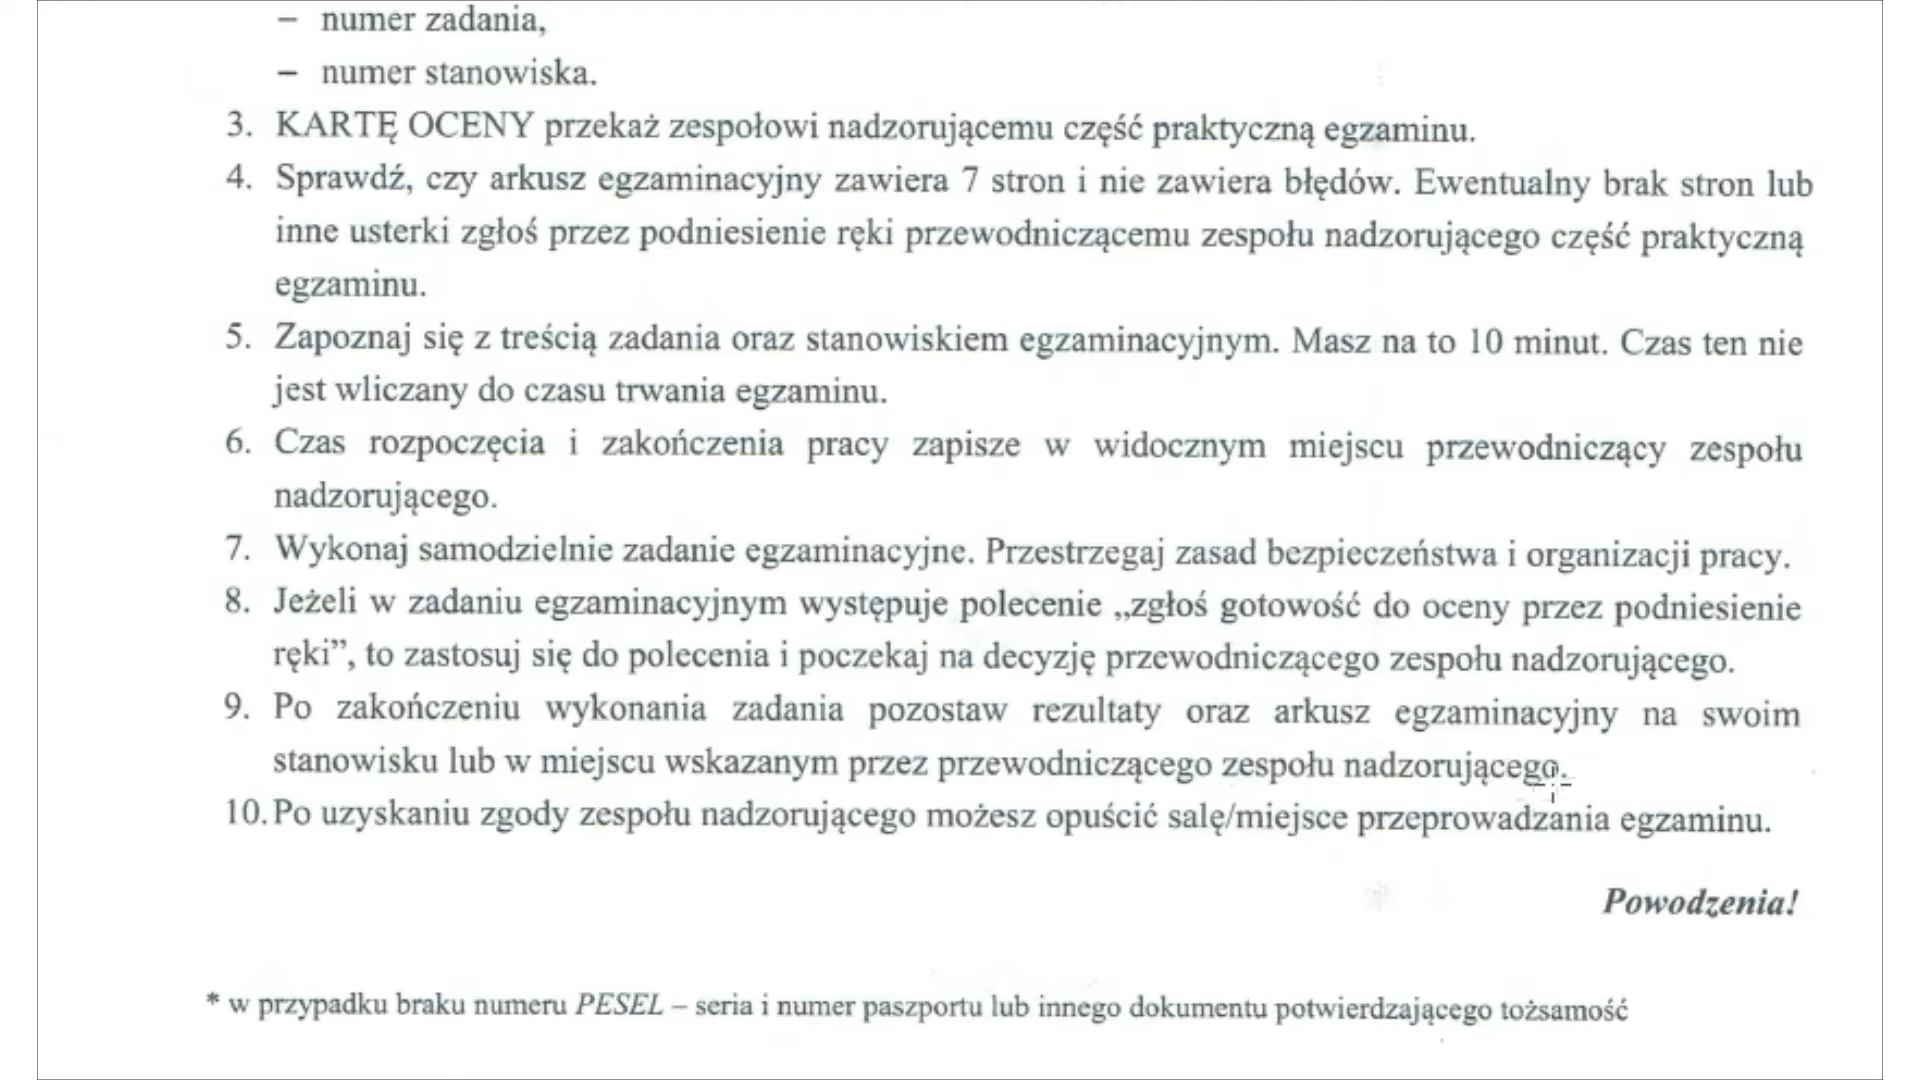 – numer zadania,
– numer stanowiska.
3. KARTĘ OCENY przekaż zespołowi nadzorującemu część praktyczną egzaminu.
4. Sprawdź, czy arkusz egzaminacyjny zawiera 7 stron i nie zawiera błędów. Ewentualny brak stron lub
inne usterki zgłoś przez podniesienie ręki przewodniczącemu zespołu nadzorującego część praktyczną
egzaminu.
5. Zapoznaj się z treścią zadania oraz stanowiskiem egzaminacyjnym. Masz na to 10 minut. Czas ten nie
jest wliczany do czasu trwania egzaminu.
6. Czas rozpoczęcia i zakończenia pracy zapisze w widocznym miejscu przewodniczący zespołu
nadzorującego.
7. Wykonaj samodzielnie zadanie egzaminacyjne. Przestrzegaj zasad bezpieczeństwa i organizacji pracy.
8. Jeżeli w zadaniu egzaminacyjnym występuje polecenie „zgłoś gotowość do oceny przez podniesienie
ręki”, to zastosuj się do polecenia i poczekaj na decyzję przewodniczącego zespołu nadzorującego.
9. Po zakończeniu wykonania zadania pozostaw rezultaty oraz arkusz egzaminacyjny na swoim
stanowisku lub w miejscu wskazanym przez przewodniczącego zespołu nadzorującego.
10. Po uzyskaniu zgody zespołu nadzorującego możesz opuścić salę/miejsce przeprowadzania egzaminu.
Powodzenia!
* w przypadku braku numeru PESEL – seria i numer paszportu lub innego dokumentu potwierdzającego tożsamość